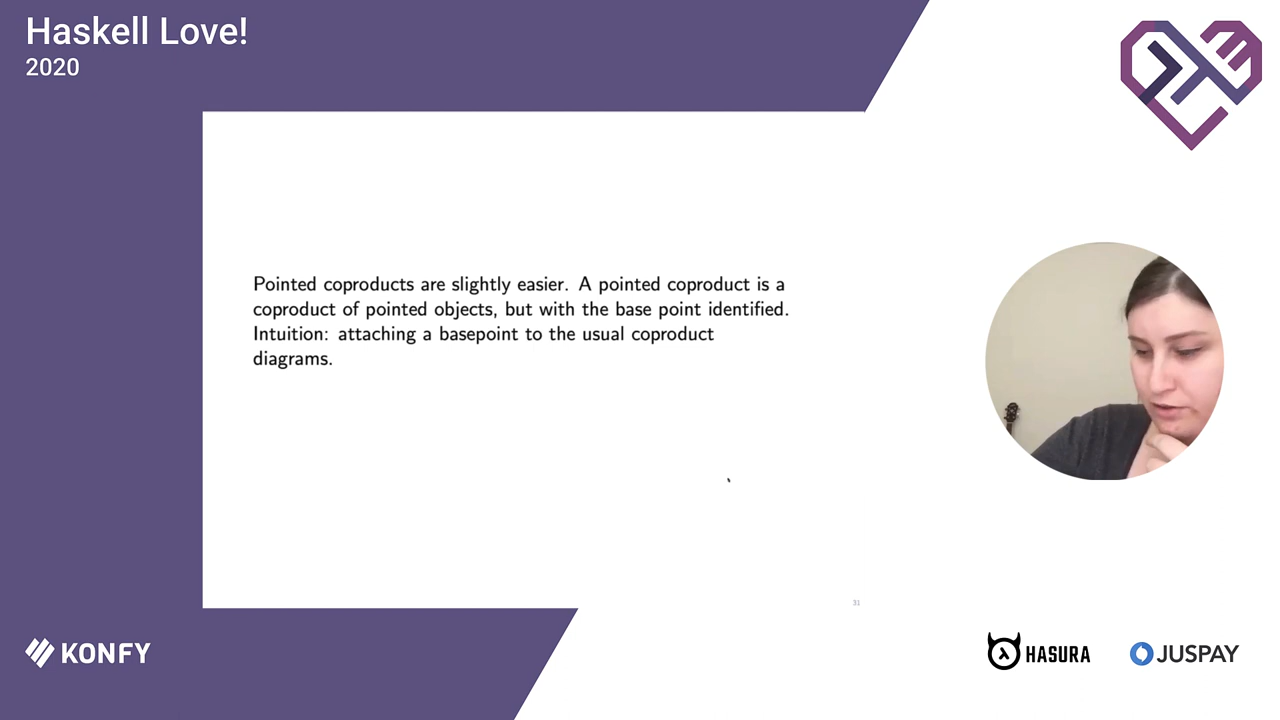 Haskell Love!
2020
Pointed coproducts are slightly easier. A pointed coproduct is a
coproduct of pointed objects, but with the base point identified.
Intuition: attaching a basepoint to the usual coproduct
diagrams.
31
KONFY
HASURA
JUSPAY